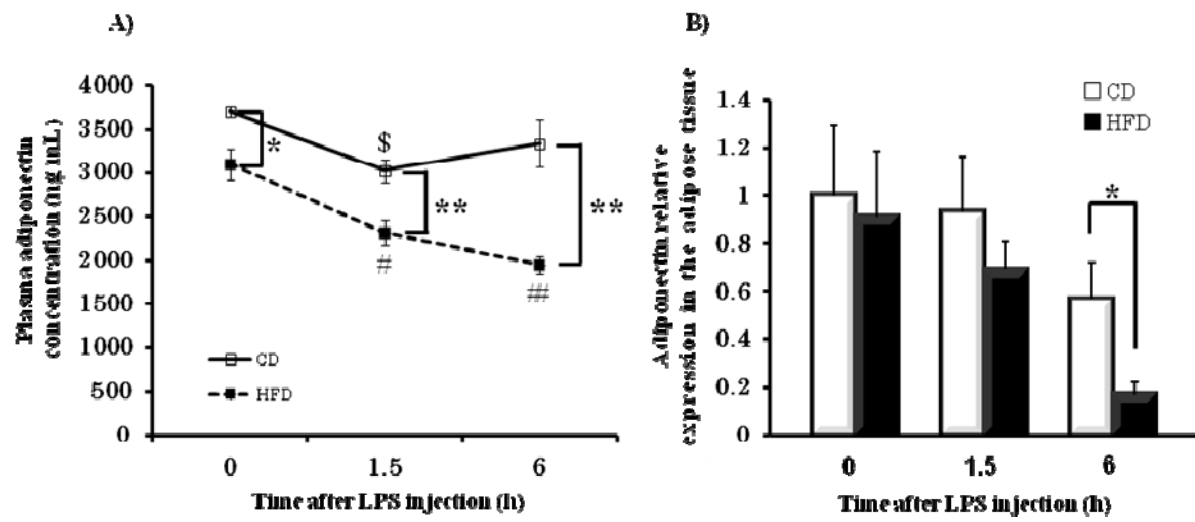 A)
Plasma adiponectin
concentration (ng mL)
4000
3500
3000
2500
2000
1500
1000
500
0
*
$
**
**
#
##
CD
HFD
0
1.5
6
Time after LPS injection (h)
B)
Adiponectin relative
expression in the adipose tissue
1.4
1.2
1
0.8
0.6
0.4
0.2
0
CD
HFD
*
0
1.5
6
Time after LPS injection (h)